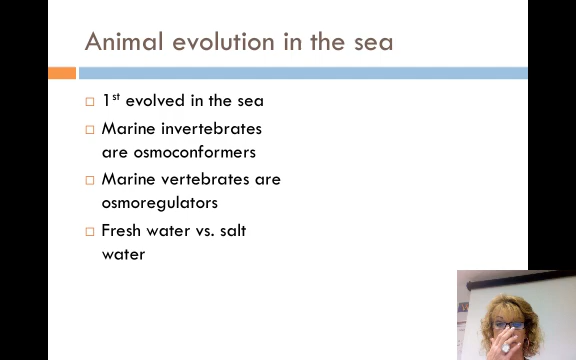 Animal evolution in the sea
1st evolved in the sea
Marine invertebrates
are osmoconformers
Marine vertebrates are
osmoregulators
Fresh water vs. salt
water